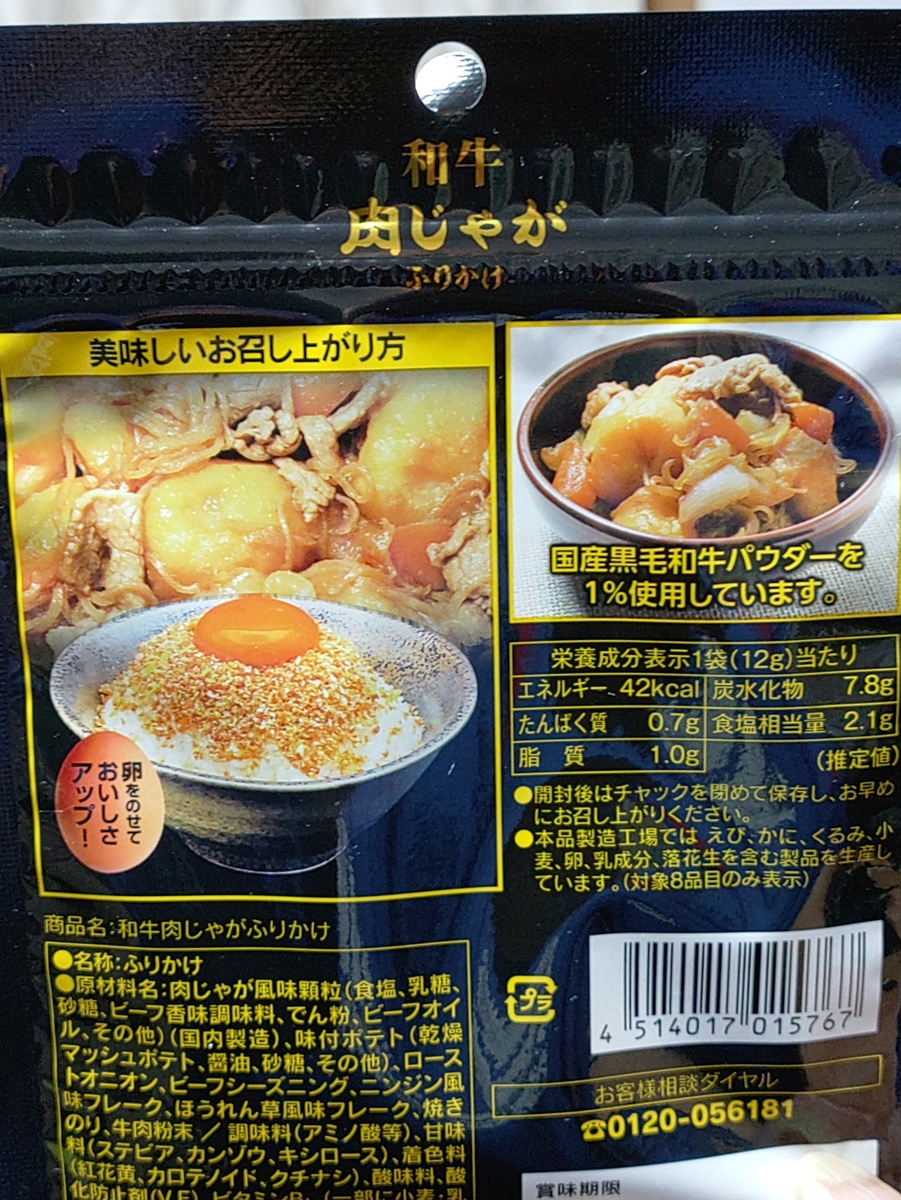 和牛
肉じゃが
ふりかけ
美味しいお召し上がり方
卵をのせて
おいしさ
アップ!
国産黒毛和牛パウダーを
1%使用しています。
栄養成分表示1袋(12g)当たり
エネルギー 42kcal 炭水化物 7.8g
たんぱく質 0.7g 食塩相当量 2.1g
脂質 1.0g (推定値)
●開封後はチャックを閉めて保存し、お早め
にお召し上がりください。
●本品製造工場では えび、かに、くるみ、小
麦、卵、乳成分、落花生を含む製品を生産し
ています。(対象8品目のみ表示)
商品名:和牛肉じゃがふりかけ
●名称:ふりかけ
●原材料名:肉じゃが風味顆粒(食塩、乳糖、
砂糖、ビーフ香味調味料、でん粉、ビーフオイ
ル、その他)(国内製造)、味付ポテト(乾燥
マッシュポテト、醤油、砂糖、その他)、ロース
トオニオン、ビーフシーズニング、ニンジン風
味フレーク、ほうれん草風味フレーク、焼き
のり、牛肉粉末/調味料(アミノ酸等)、甘味
料(ステビア、カンゾウ、キシロース)、着色料
(紅花黄、カロテノイド、クチナシ)、酸味料、酸
化防止剤(V.E)、ビタミンB₁、(一部に小麦・乳
プラ
4 514017 015767
お客様相談ダイヤル
☎0120-056181
賞味期限